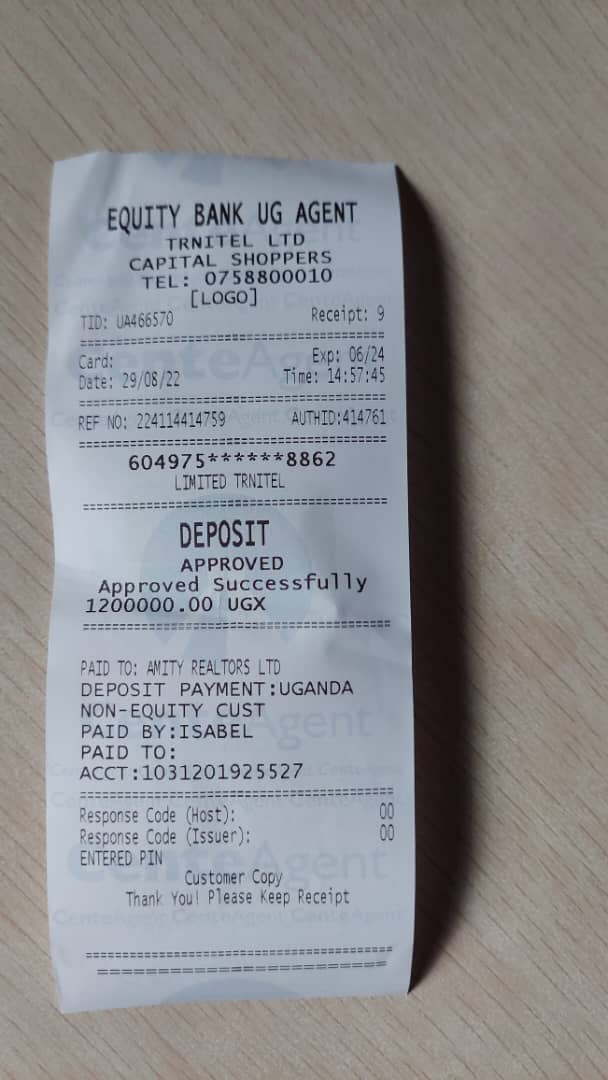 EQUITY BANK UG AGENT
TRNITEL LTD
CAPITAL SHOPPERS
TEL: 0758800010
[LOGO]
TID: UA466570 Receipt: 9
Card: Exp: 06/24
Date: 29/08/22 Time: 14:57:45
REF NO: 224114414759 AUTHID:414761
604975******8862
LIMITED TRNITEL
DEPOSIT
APPROVED
Approved Successfully
1200000.00 UGX
PAID TO: AMITY REALTORS LTD
DEPOSIT PAYMENT:UGANDA
NON-EQUITY CUST
PAID BY:ISABEL
PAID TO:
ACCT:1031201925527
Response Code (Host): 00
Response Code (Issuer): 00
ENTERED PIN
CenteAgent
Customer Copy
Thank You! Please Keep Receipt
CenteAgent CenteAgent CenteAgent